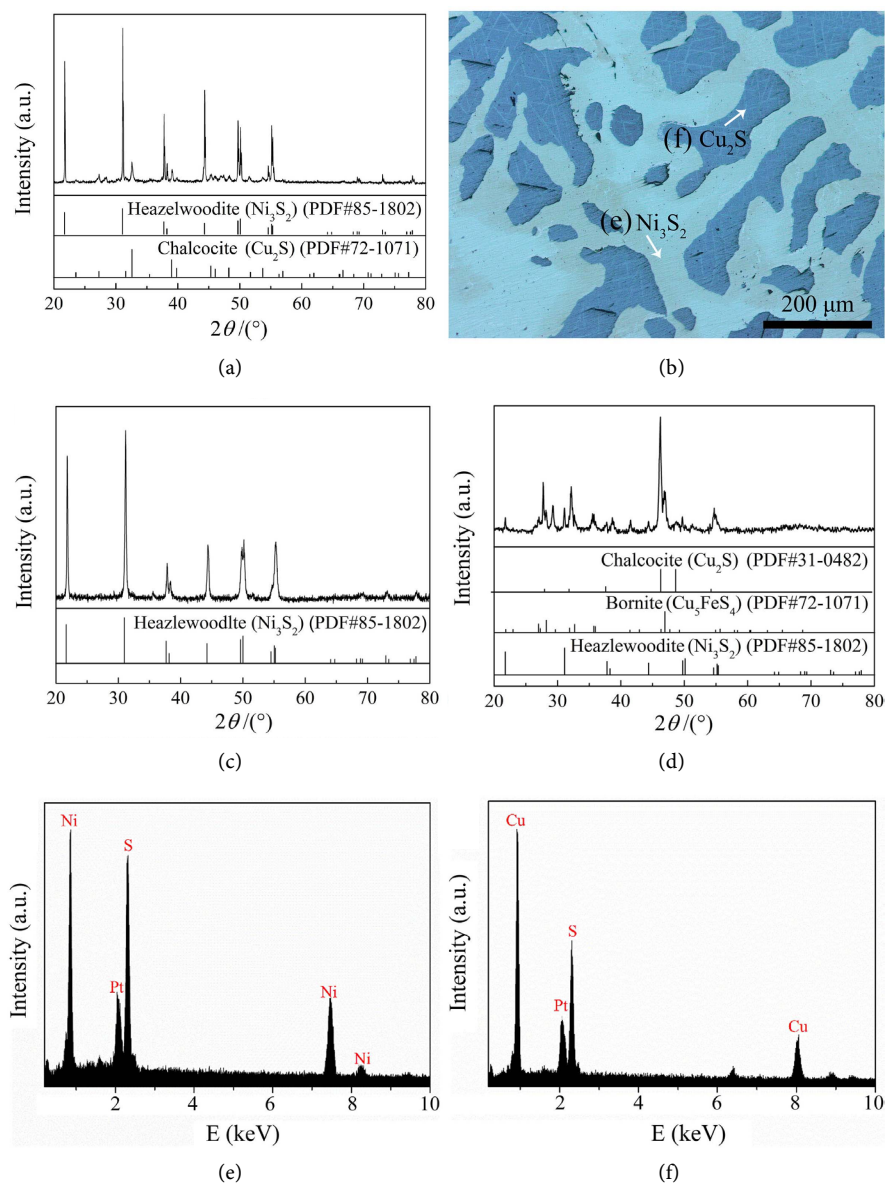 Intensity (a.u.)
Heazelwoodite (Ni₃S₂) (PDF#85-1802)
Chalcocite (Cu₂S) (PDF#72-1071)
20 30 40 50 60 70 80
2θ/(°)
(a)
(f) Cu₂S
(e) Ni₃S₂
200 μm
(b)
Intensity (a.u.)
Heazlewoodlte (Ni₃S₂) (PDF#85-1802)
20 30 40 50 60 70 80
2θ/(°)
(c)
Intensity (a.u.)
Chalcocite (Cu₂S) (PDF#31-0482)
Bornite (Cu₅FeS₄) (PDF#72-1071)
Heazlewoodite (Ni₃S₂) (PDF#85-1802)
20 30 40 50 60 70 80
2θ/(°)
(d)
Intensity (a.u.)
Ni
S
Pt
Ni
Ni
2 4 6 8 10
E (keV)
(e)
Intensity (a.u.)
Cu
S
Pt
Cu
2 4 6 8 10
E (keV)
(f)